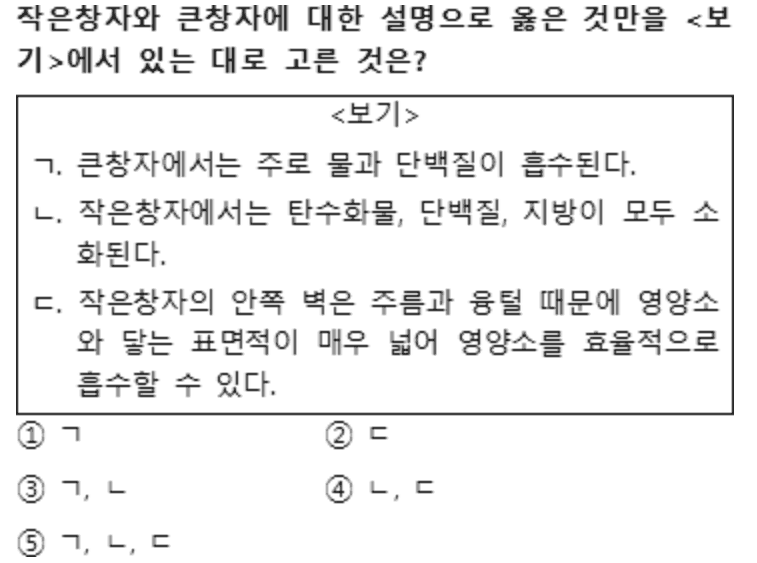 작은창자와 큰창자에 대한 설명으로 옳은 것만을 <보
기>에서 있는 대로 고른 것은?
<보기>
ㄱ. 큰창자에서는 주로 물과 단백질이 흡수된다.
ㄴ. 작은창자에서는 탄수화물, 단백질, 지방이 모두 소
화된다.
ㄷ. 작은창자의 안쪽 벽은 주름과 융털 때문에 영양소
와 닿는 표면적이 매우 넓어 영양소를 효율적으로
흡수할 수 있다.
① ㄱ ② ㄷ
③ ㄱ, ㄴ ④ ㄴ, ㄷ
⑤ ㄱ, ㄴ, ㄷ